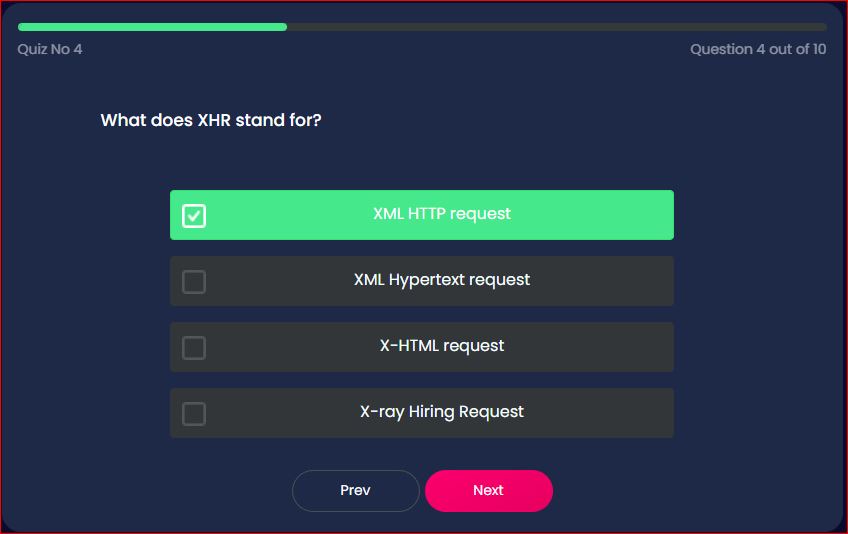 Quiz No 4
Question 4 out of 10
What does XHR stand for?
XML HTTP request
XML Hypertext request
X-HTML request
X-ray Hiring Request
Prev
Next